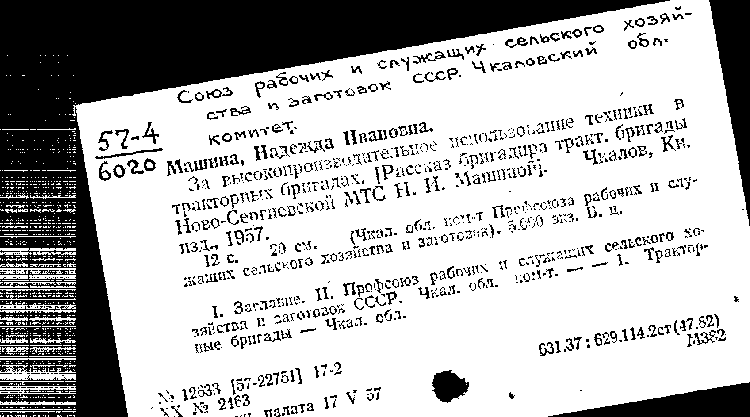 Союз рабочих и служащих сельского хозяй-
ства и заготовок СССР. Чкаловский обл.
комитет.
57-4
6020
Машина, Надежда Ивановна.
За высокопроизводительное использование техники в
тракторных бригадах. [Рассказ бригадира тракт. бригады
Ново-Сергиевской МТС Н. И. Машиной]. Чкалов, Кн.
изд., 1957.
12 с. 20 см. (Чкал. обл. ком-т Профсоюза рабочих и слу-
жащих сельского хозяйства и заготовок). 5.000 экз. Б. ц.
I. Заглавие. II. Профсоюз рабочих и служащих сельского хо-
зяйства и заготовок СССР. Чкал. обл. ком-т. — — 1. Трактор-
ные бригады — Чкал. обл.
631.37 : 629.114.2ст(47.82)
М382
№ 12633 [57-22751] 17-2
№ 2463
палата 17 V 57